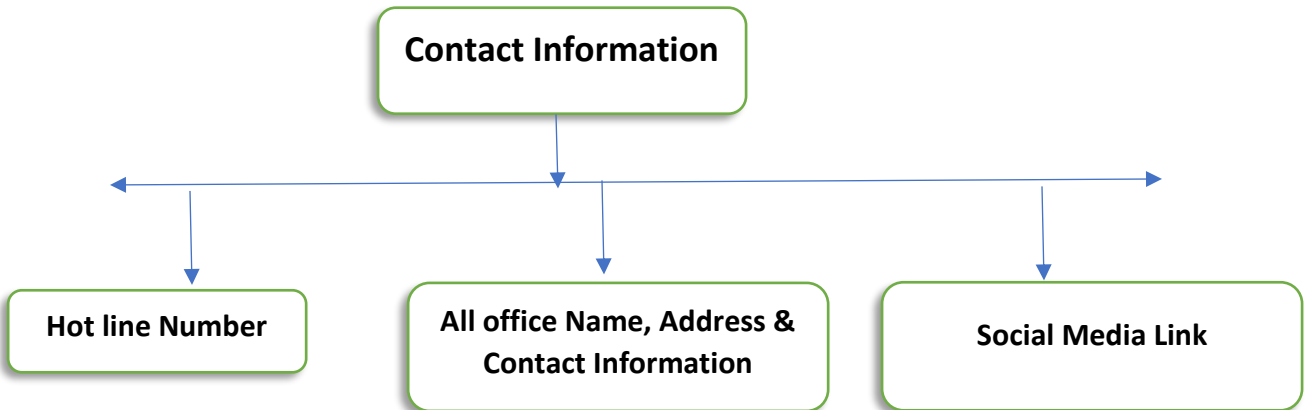 Contact Information
Hot line Number
All office Name, Address &
Contact Information
Social Media Link